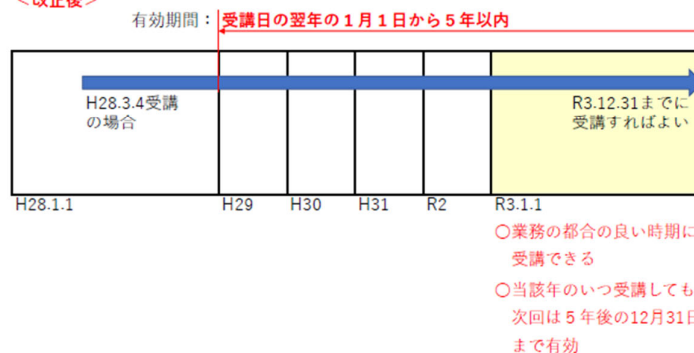 <改正後>
有効期間：受講日の翌年の１月１日から５年以内
H28.3.4受講
の場合
R3.12.31までに
受講すればよい
H28.1.1 H29 H30 H31 R2 R3.1.1
○業務の都合の良い時期に
受講できる
○当該年のいつ受講しても
次回は５年後の12月31日
まで有効